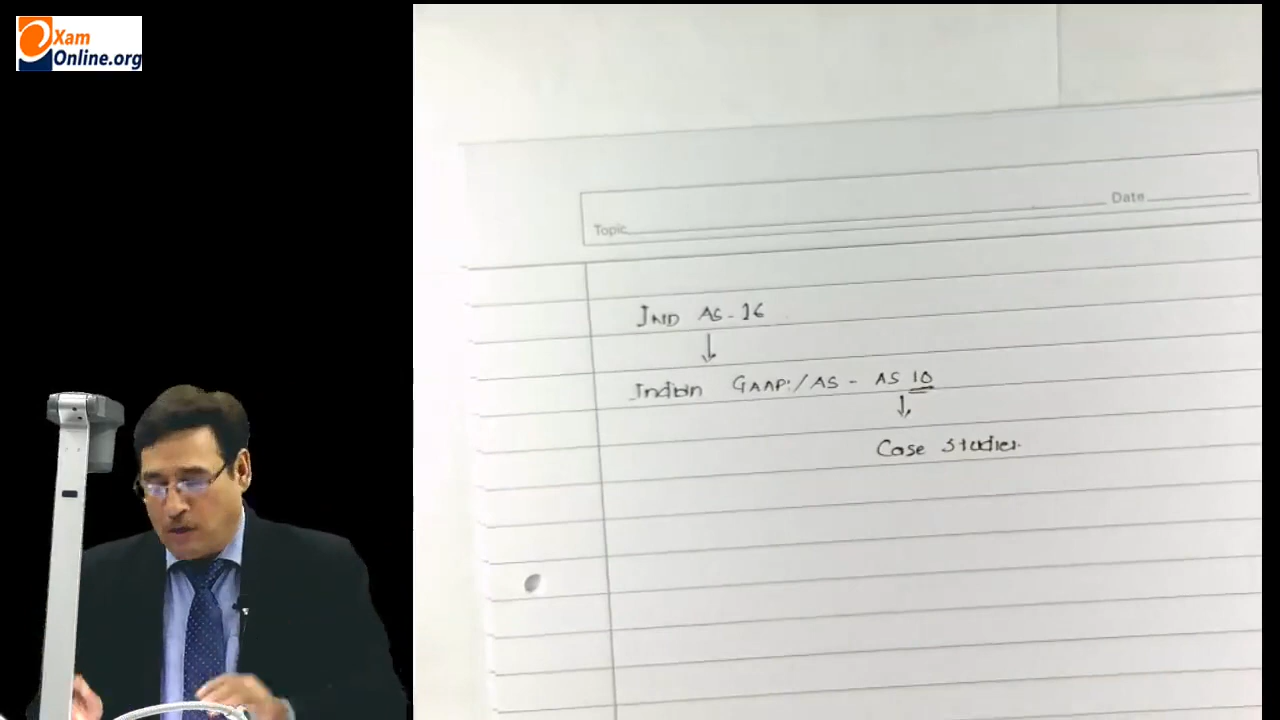 Xam
Online.org
Topic
Date
IND AS - 16
Indian GAAP:/AS - AS 10
Case Studies.